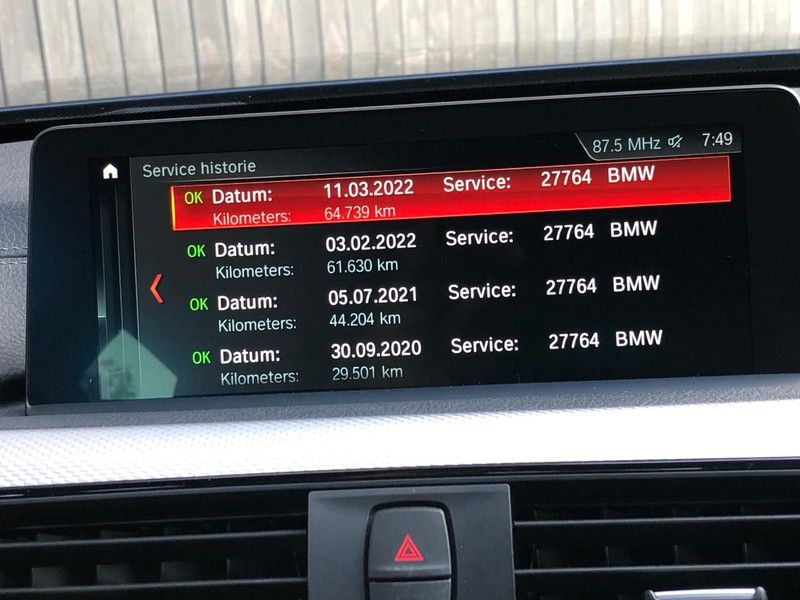 87.5 MHz 7:49
Service historie
OK Datum: 11.03.2022 Service: 27764 BMW
Kilometers: 64.739 km
OK Datum: 03.02.2022 Service: 27764 BMW
Kilometers: 61.630 km
OK Datum: 05.07.2021 Service: 27764 BMW
Kilometers: 44.204 km
OK Datum: 30.09.2020 Service: 27764 BMW
Kilometers: 29.501 km